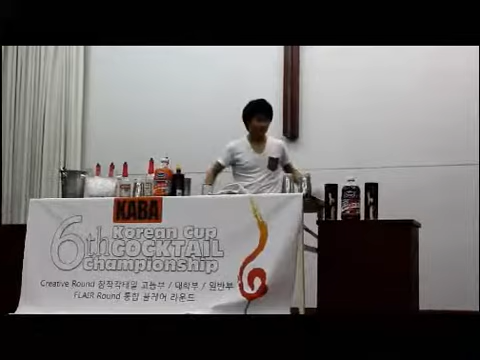 KABA
6th Korean Cup
COCKTAIL
Championship
Creative Round 창작칵테일 고등부 / 대학부 / 일반부
FLAIR Round 통합 플레어 라운드